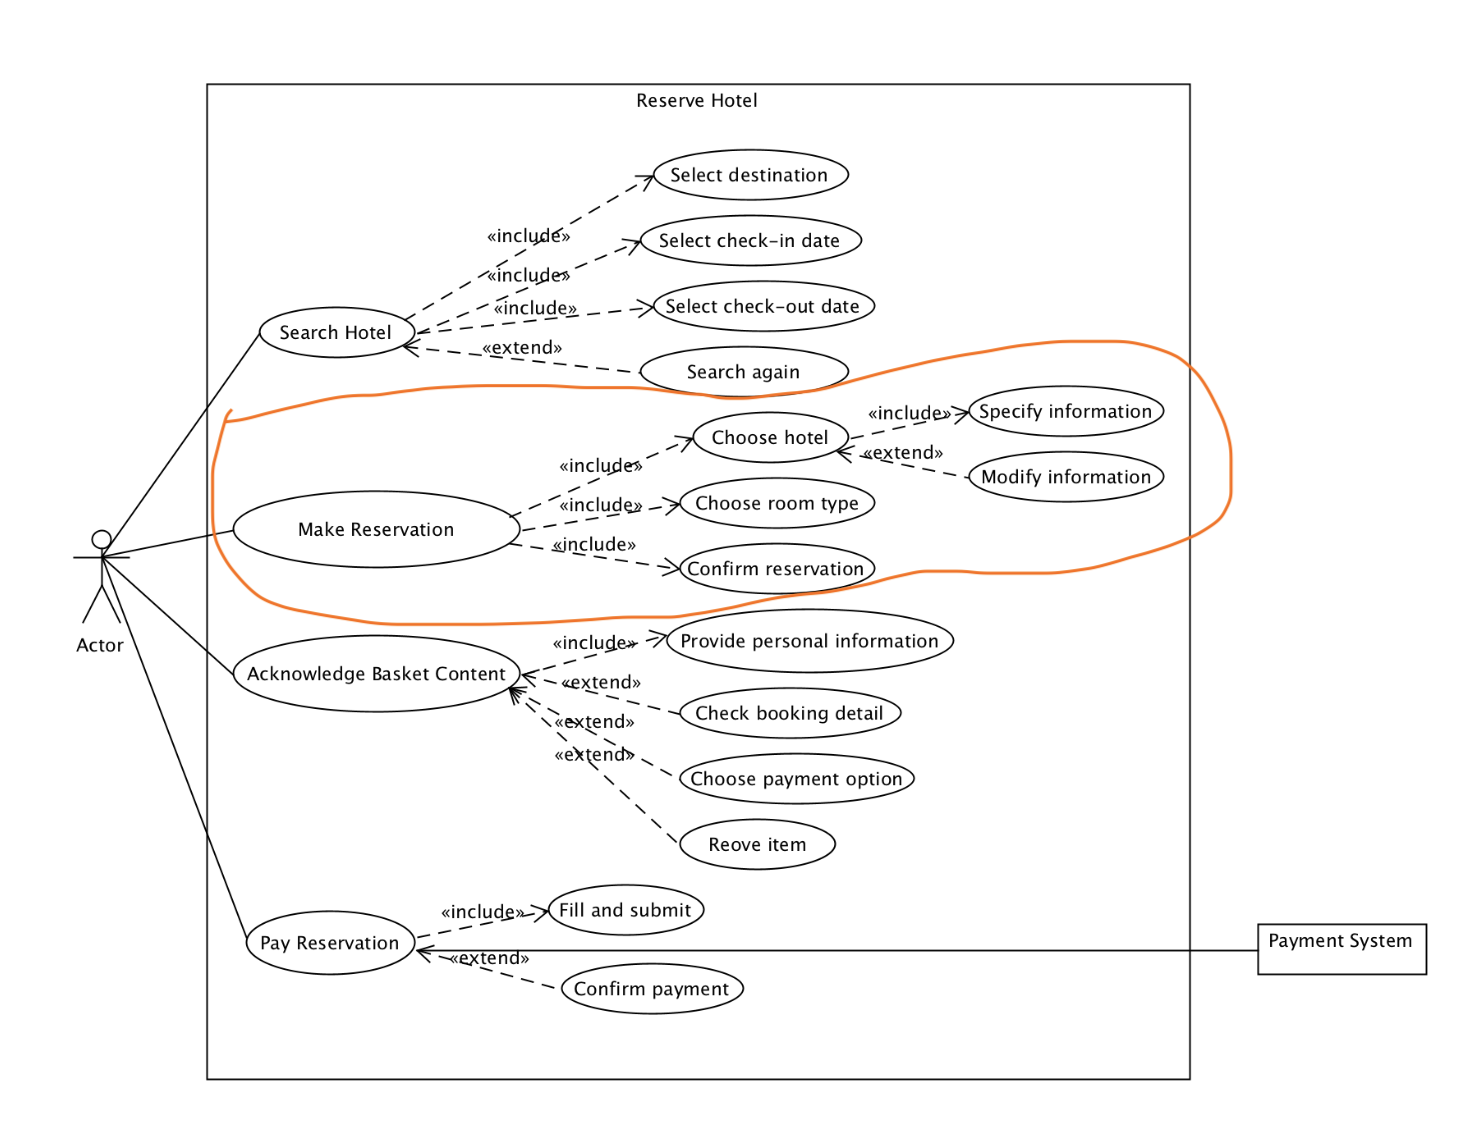 Reserve Hotel
Select destination
«include»
Select check-in date
«include»
Select check-out date
«include»
Search Hotel
«extend»
Search again
Specify information
«include»
Choose hotel
«extend»
«include»
Modify information
Choose room type
«include»
Make Reservation
«include»
Confirm reservation
Actor
«include»
Provide personal information
Acknowledge Basket Content
«extend»
Check booking detail
«extend»
«extend»
Choose payment option
Reove item
«include»
Fill and submit
Pay Reservation
Payment System
«extend»
Confirm payment